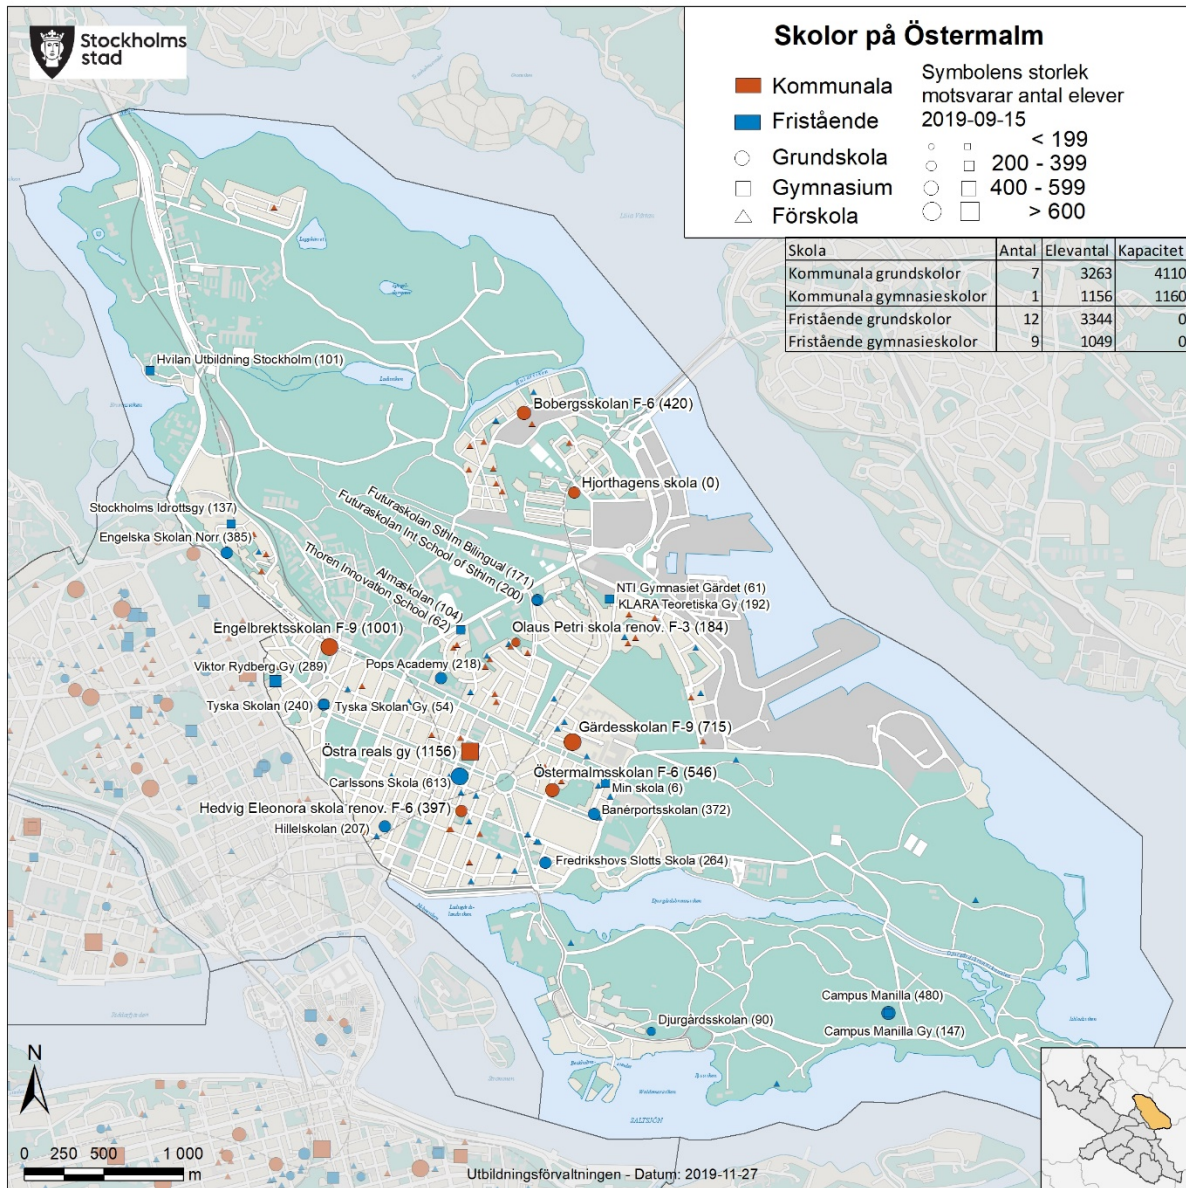 Stockholms
stad
Skolor på Östermalm
Kommunala
Fristående
Grundskola
Gymnasium
Förskola
Symbolens storlek
motsvarar antal elever
2019-09-15
< 199
200 - 399
400 - 599
> 600
Skola Antal Elevantal Kapacitet
Kommunala grundskolor 7 3263 4110
Kommunala gymnasieskolor 1 1156 1160
Fristående grundskolor 12 3344 0
Fristående gymnasieskolor 9 1049 0
Hvilan Utbildning Stockholm (101)
Bobergsskolan F-6 (420)
Hjorthagens skola (0)
Stockholms Idrottsgy (137)
Engelska Skolan Norr (385)
Futuraskolan Sthlm Bilingual (171)
Futuraskolan Int School of Sthlm (200)
Almaskolan (104)
Thoren Innovation School (62)
NTI Gymnasiet Gärdet (61)
KLARA Teoretiska Gy (192)
Olaus Petri skola renov. F-3 (184)
Engelbrektsskolan F-9 (1001)
Viktor Rydberg Gy (289)
Pops Academy (218)
Tyska Skolan (240)
Tyska Skolan Gy (54)
Gärdesskolan F-9 (715)
Östra reals gy (1156)
Östermalmsskolan F-6 (546)
Carlssons Skola (613)
Min skola (6)
Hedvig Eleonora skola renov. F-6 (397)
Banérportsskolan (372)
Hillelskolan (207)
Fredrikshovs Slotts Skola (264)
Campus Manilla (480)
Djurgårdsskolan (90)
Campus Manilla Gy (147)
SALTSJÖN
N
0 250 500 1 000
m
Utbildningsförvaltningen - Datum: 2019-11-27